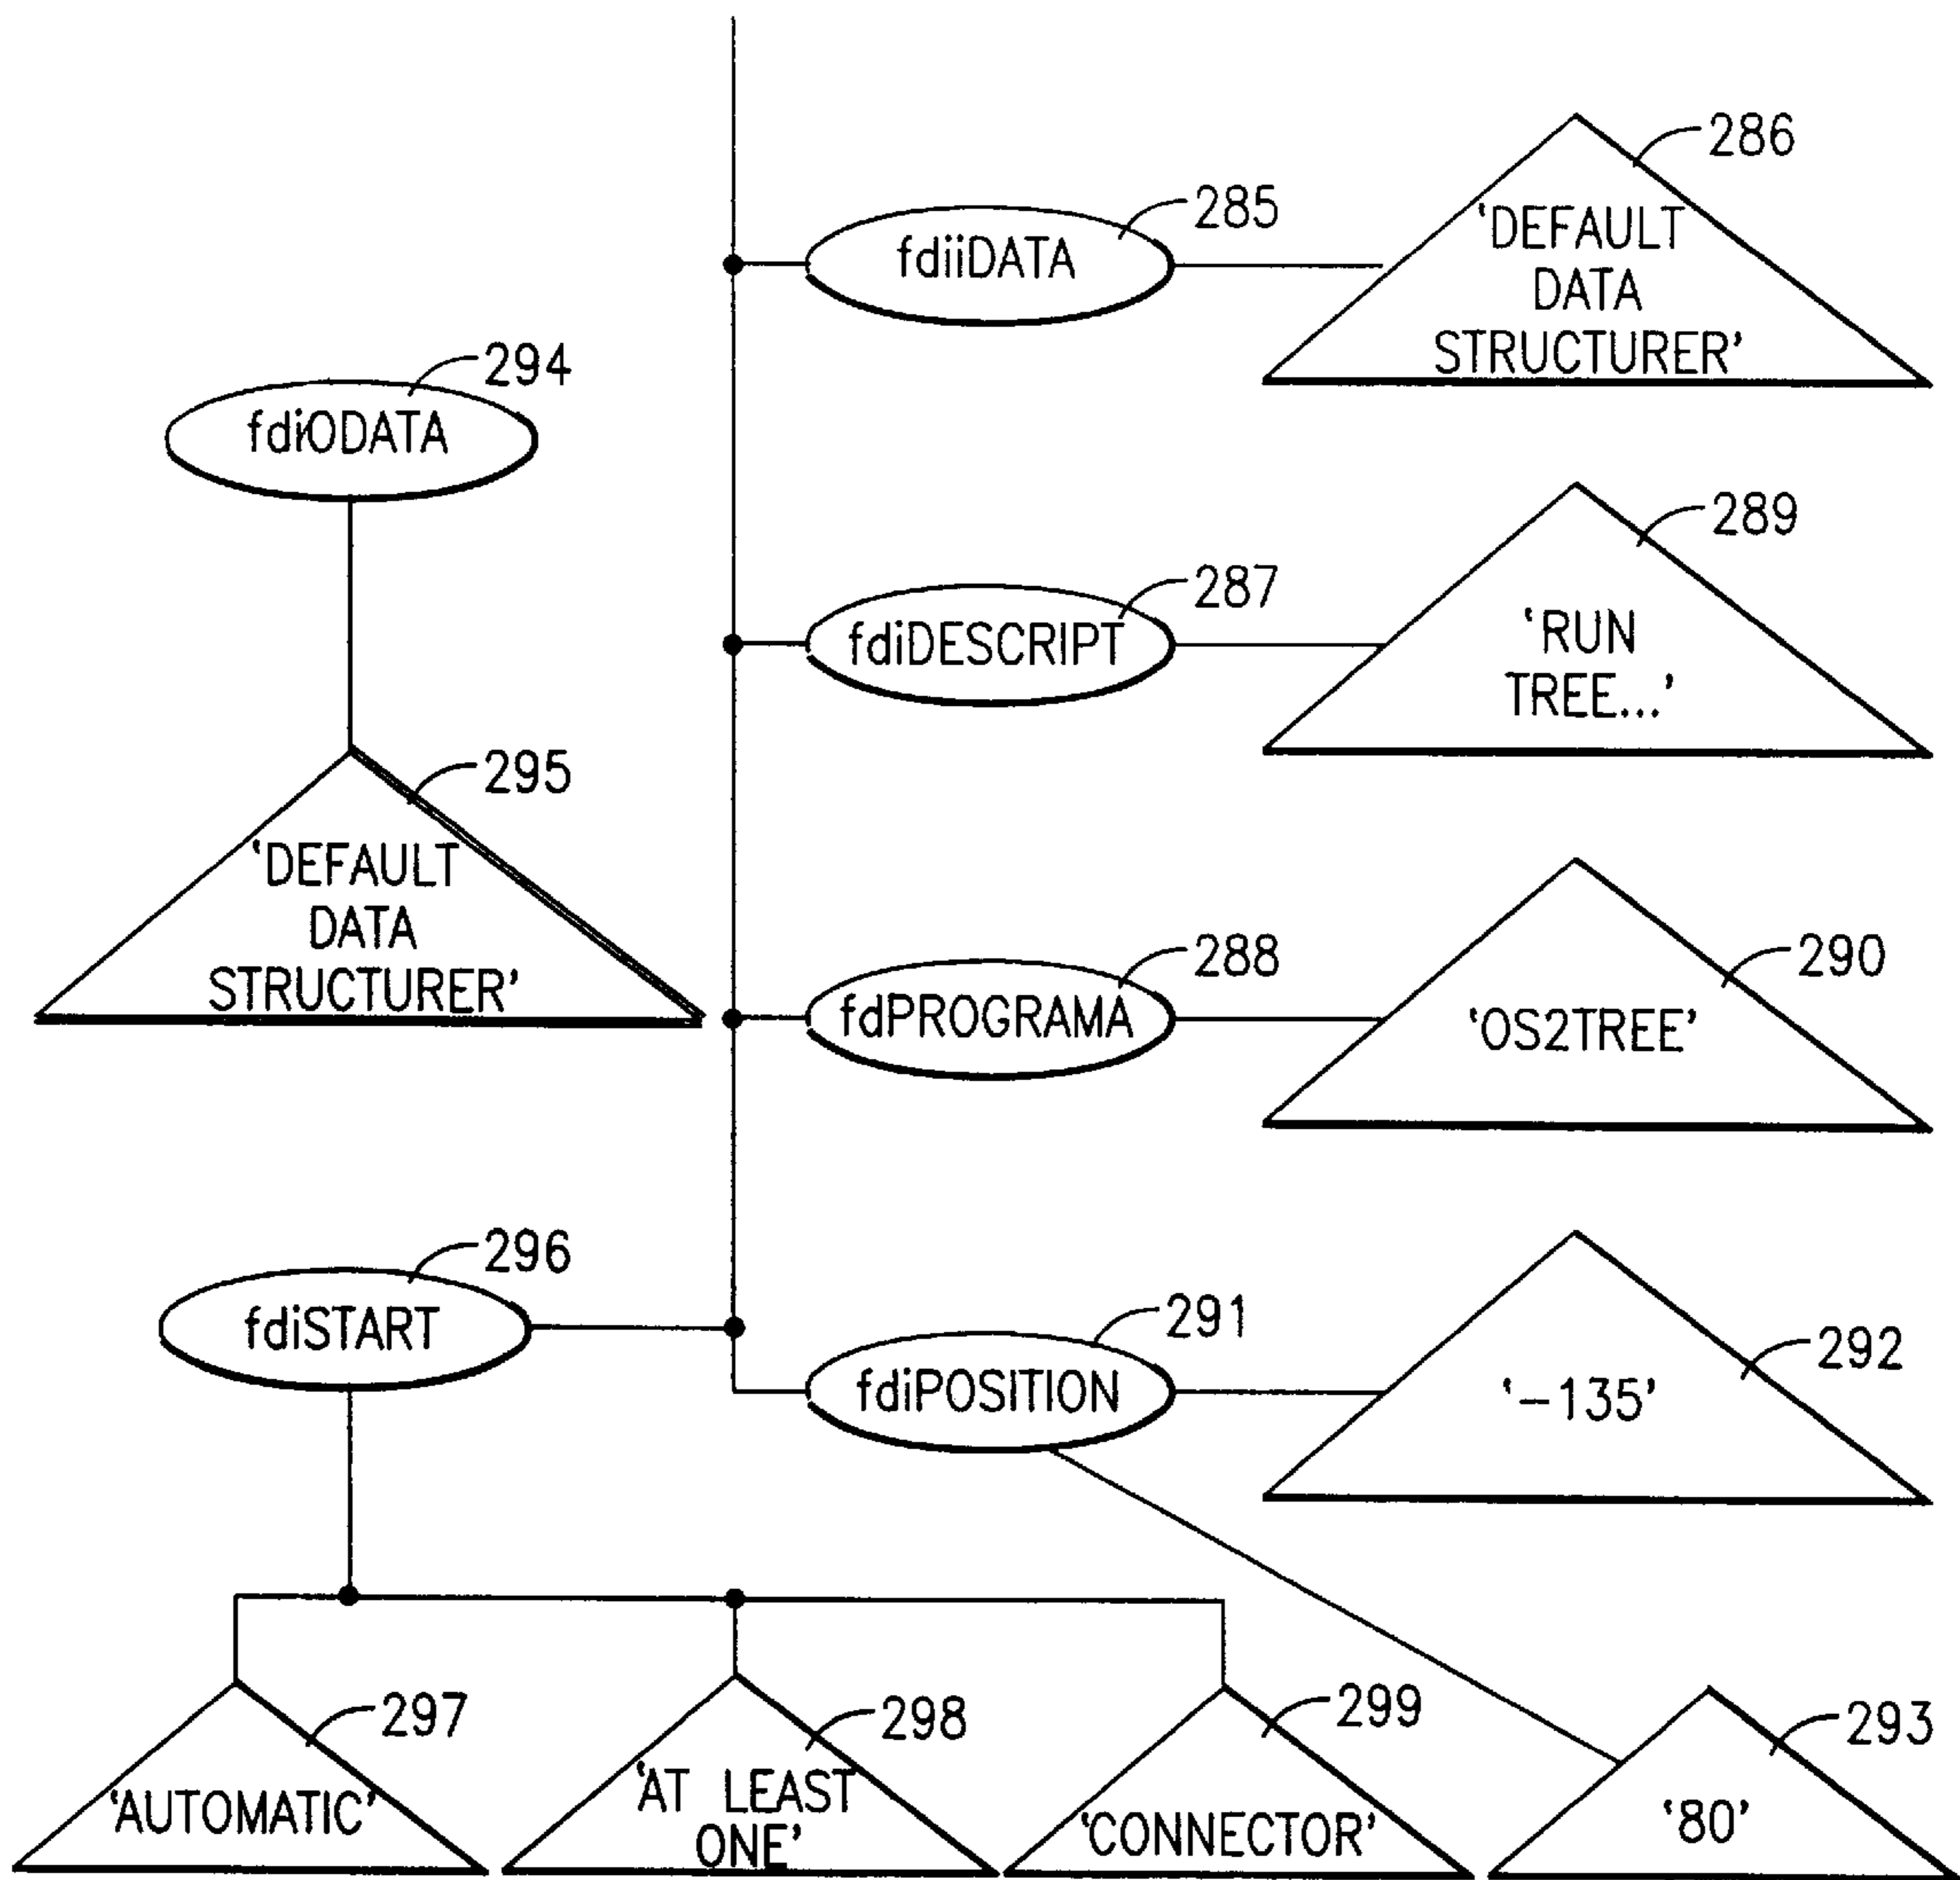 286
285
fdiiDATA
‘DEFAULT
DATA
STRUCTURER’
294
fdiODATA
289
287
fdiDESCRIPT
‘RUN
TREE...’
295
‘DEFAULT
DATA
STRUCTURER’
288
290
fdPROGRAMA
‘OS2TREE’
296
fdiSTART
291
fdiPOSITION
292
‘-135’
297
298
299
293
‘AUTOMATIC’
‘AT LEAST
ONE’
‘CONNECTOR’
‘80’